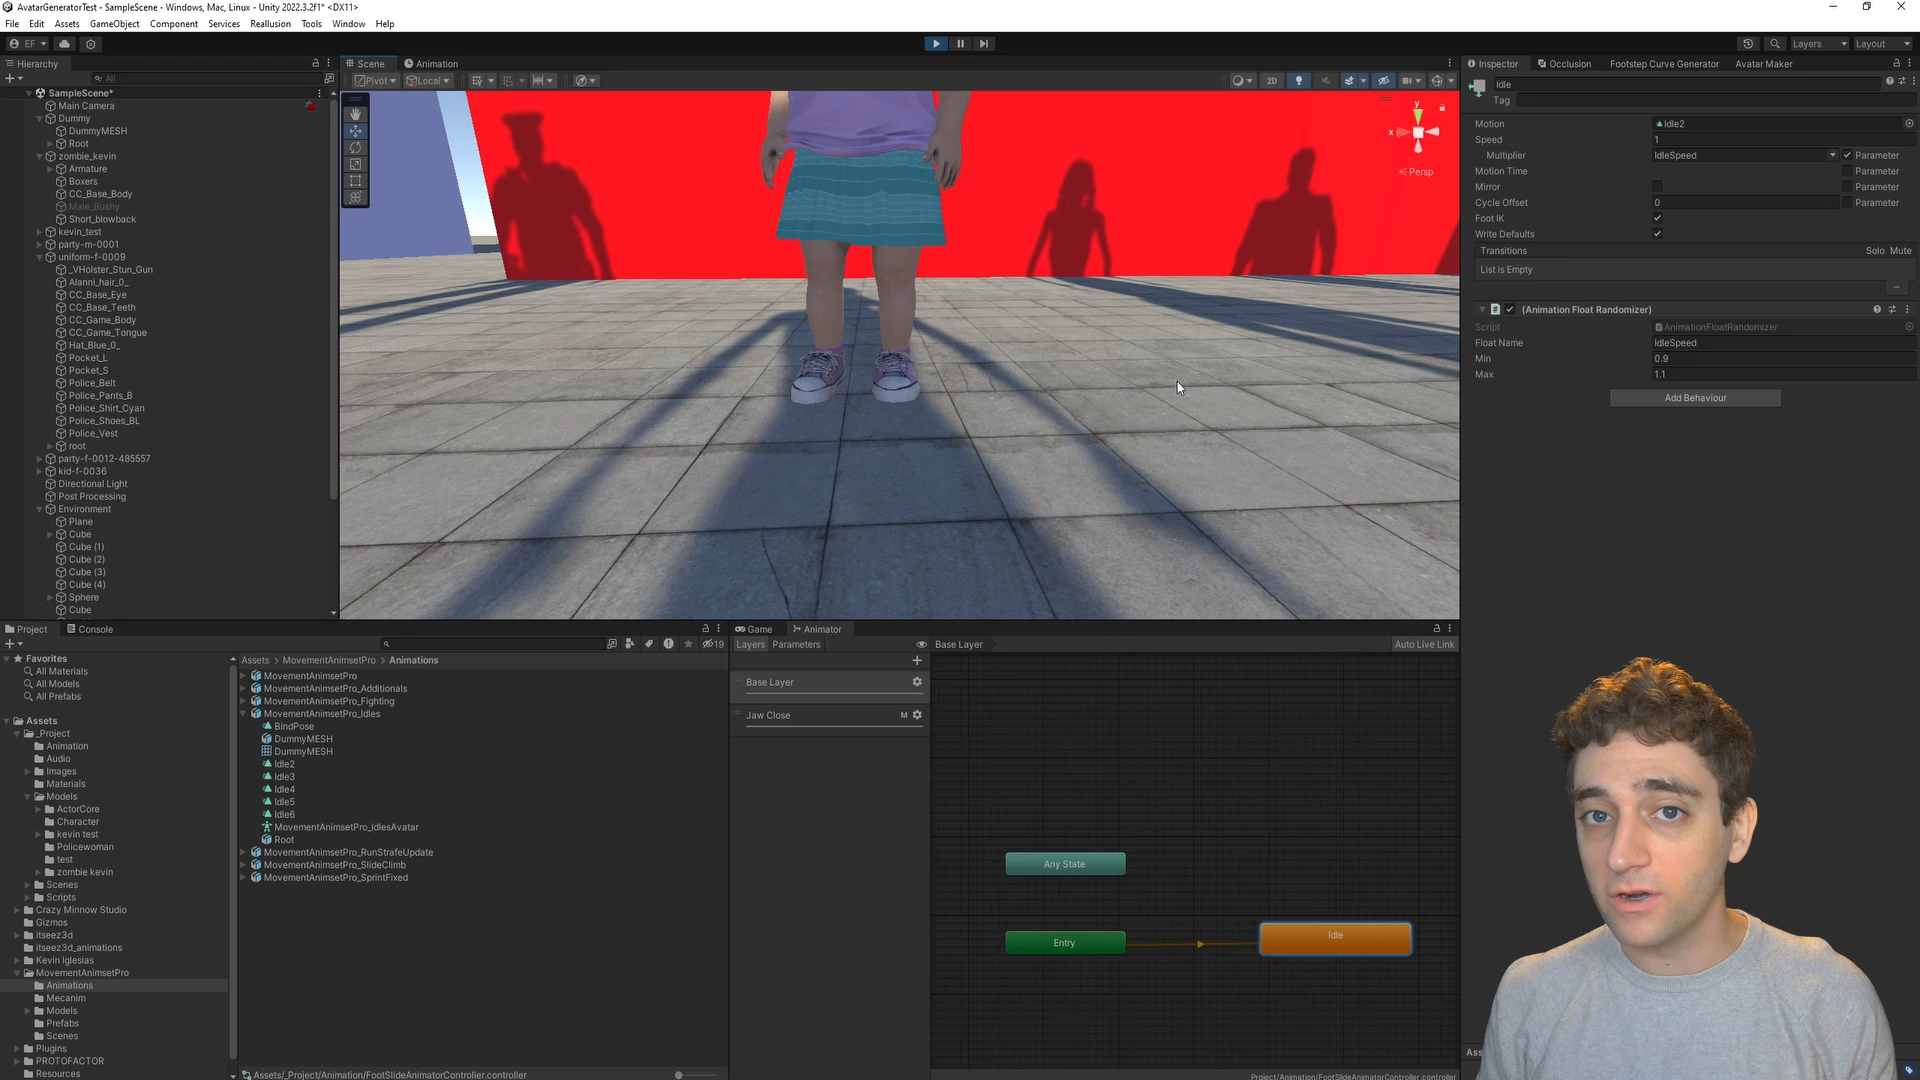 AvatarGeneratorTest - SampleScene - Windows, Mac, Linux - Unity 2022.3.2f1* <DX11>
File Edit Assets GameObject Component Services Reallusion Tools Window Help
EF
Layers Layout
Hierarchy
All
SampleScene*
Main Camera
Dummy
DummyMESH
Root
zombie_kevin
Armature
Boxers
CC_Base_Body
Male_Bushy
Short_blowback
kevin_test
party-m-0001
uniform-f-0009
_VHolster_Stun_Gun
Alanni_hair_0_
CC_Base_Eye
CC_Base_Teeth
CC_Game_Body
CC_Game_Tongue
Hat_Blue_0_
Pocket_L
Pocket_S
Police_Belt
Police_Pants_B
Police_Shirt_Cyan
Police_Shoes_BL
Police_Vest
root
party-f-0012-485557
kid-f-0036
Directional Light
Post Processing
Environment
Plane
Cube
Cube (1)
Cube (2)
Cube (3)
Cube (4)
Sphere
Cube
Scene Animation
Pivot Local
2D
y
x
Persp
Inspector Occlusion Footstep Curve Generator Avatar Maker
Idle
Tag
Motion Idle2
Speed 1
Multiplier IdleSpeed Parameter
Motion Time Parameter
Mirror Parameter
Cycle Offset 0 Parameter
Foot IK
Write Defaults
Transitions Solo Mute
List is Empty
(Animation Float Randomizer)
Script AnimationFloatRandomizer
Float Name IdleSpeed
Min 0.9
Max 1.1
Add Behaviour
Project Console
19
Favorites
All Materials
All Models
All Prefabs
Assets
_Project
Animation
Audio
Images
Materials
Models
ActorCore
Character
kevin test
Policewoman
test
zombie kevin
Scenes
Scripts
Crazy Minnow Studio
Gizmos
itseez3d
itseez3d_animations
Kevin Iglesias
MovementAnimsetPro
Animations
Mecanim
Models
Prefabs
Scenes
Plugins
PROTOFACTOR
Resources
Assets > MovementAnimsetPro > Animations
MovementAnimsetPro
MovementAnimsetPro_Additionals
MovementAnimsetPro_Fighting
MovementAnimsetPro_Idles
BindPose
DummyMESH
DummyMESH
Idle2
Idle3
Idle4
Idle5
Idle6
MovementAnimsetPro_IdlesAvatar
Root
MovementAnimsetPro_RunStrafeUpdate
MovementAnimsetPro_SlideClimb
MovementAnimsetPro_SprintFixed
Assets/_Project/Animation/FootSlideAnimatorController.controller
Game Animator
Layers Parameters
Base Layer
Auto Live Link
Base Layer
Jaw Close M
Any State
Entry
Idle
Project/Animation/FootSlideAnimatorController.controller
Ass